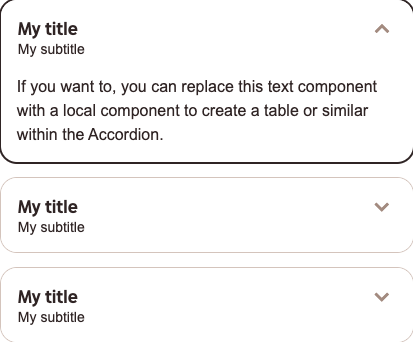 My title
My subtitle
If you want to, you can replace this text component
with a local component to create a table or similar
within the Accordion.
My title
My subtitle
My title
My subtitle